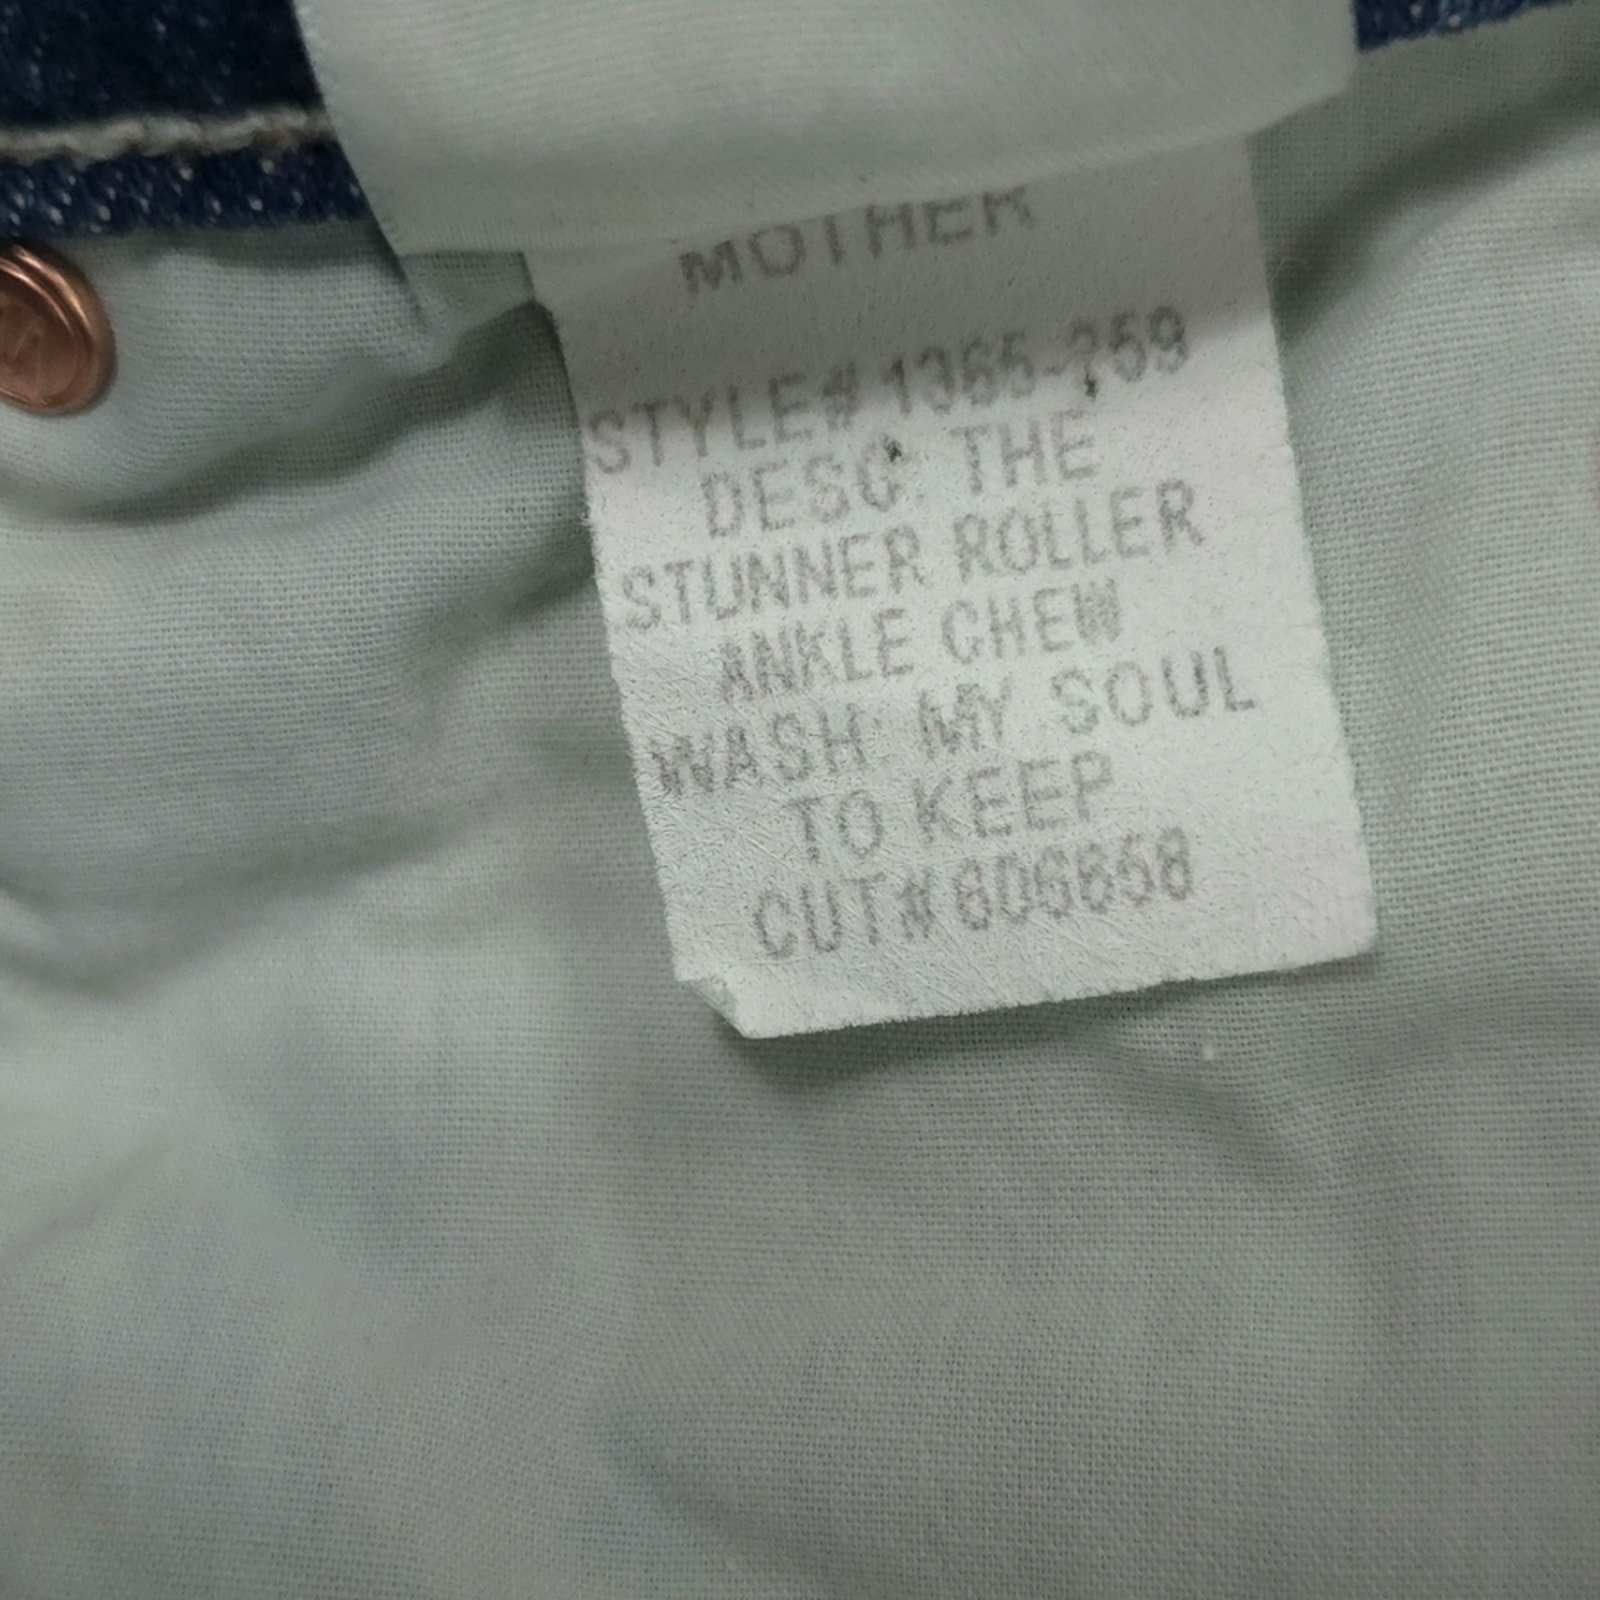 MOTHER
STYLE# 1365-259
DESC: THE
STUNNER ROLLER
ANKLE CHEW
WASH: MY SOUL
TO KEEP
CUT# 606658